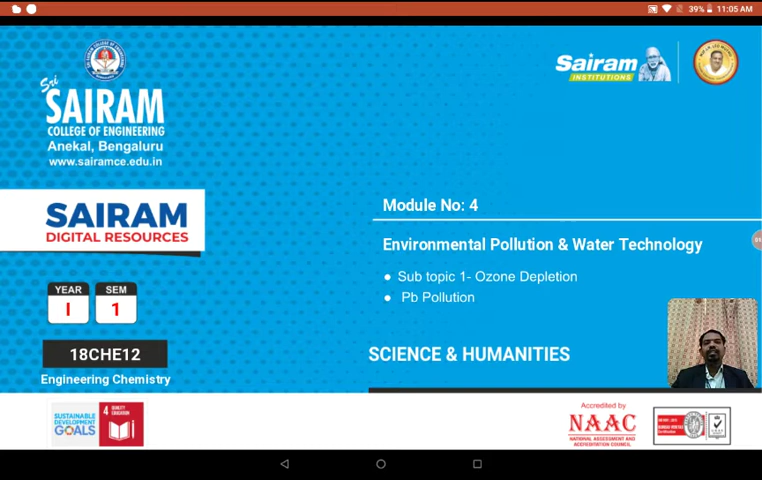 39% 11:05 AM
Sri
SAIRAM
COLLEGE OF ENGINEERING
Anekal, Bengaluru
www.sairamce.edu.in
Sairam
INSTITUTIONS
SAIRAM
DIGITAL RESOURCES
YEAR
I
SEM
1
18CHE12
Engineering Chemistry
Module No: 4
Environmental Pollution & Water Technology
● Sub topic 1- Ozone Depletion
● Pb Pollution
SCIENCE & HUMANITIES
SUSTAINABLE
DEVELOPMENT
GOALS
4 QUALITY
EDUCATION
Accredited by
NAAC
NATIONAL ASSESSMENT AND
ACCREDITATION COUNCIL